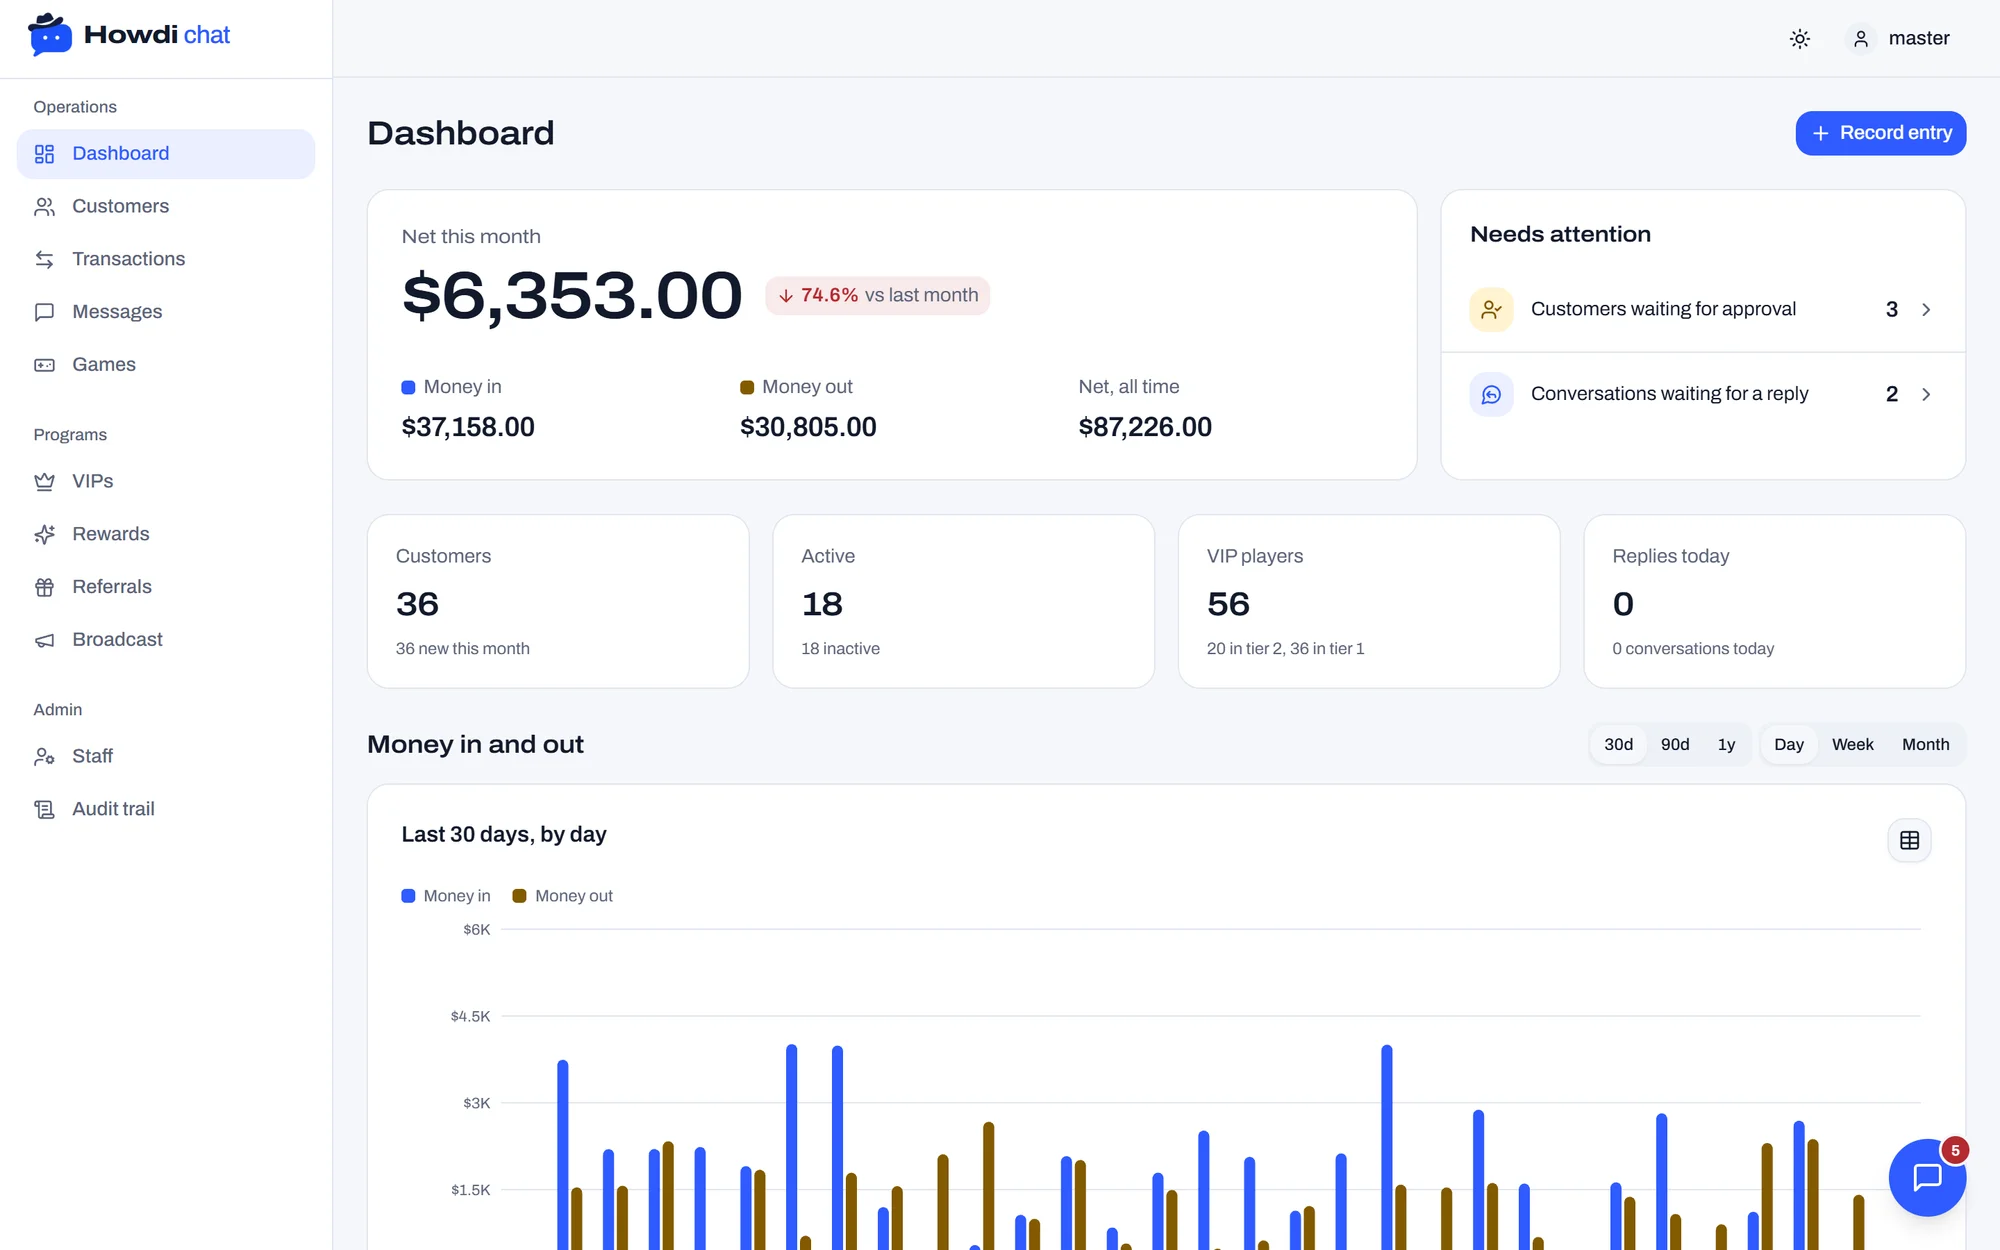 Howdi chat
master
Operations
Dashboard
Customers
Transactions
Messages
Games
Programs
VIPs
Rewards
Referrals
Broadcast
Admin
Staff
Audit trail
Dashboard
Record entry
Net this month
$6,353.00
74.6% vs last month
Money in
$37,158.00
Money out
$30,805.00
Net, all time
$87,226.00
Needs attention
Customers waiting for approval 3
Conversations waiting for a reply 2
Customers
36
36 new this month
Active
18
18 inactive
VIP players
56
20 in tier 2, 36 in tier 1
Replies today
0
0 conversations today
Money in and out
30d 90d 1y Day Week Month
Last 30 days, by day
Money in Money out
$6K
$4.5K
$3K
$1.5K
5